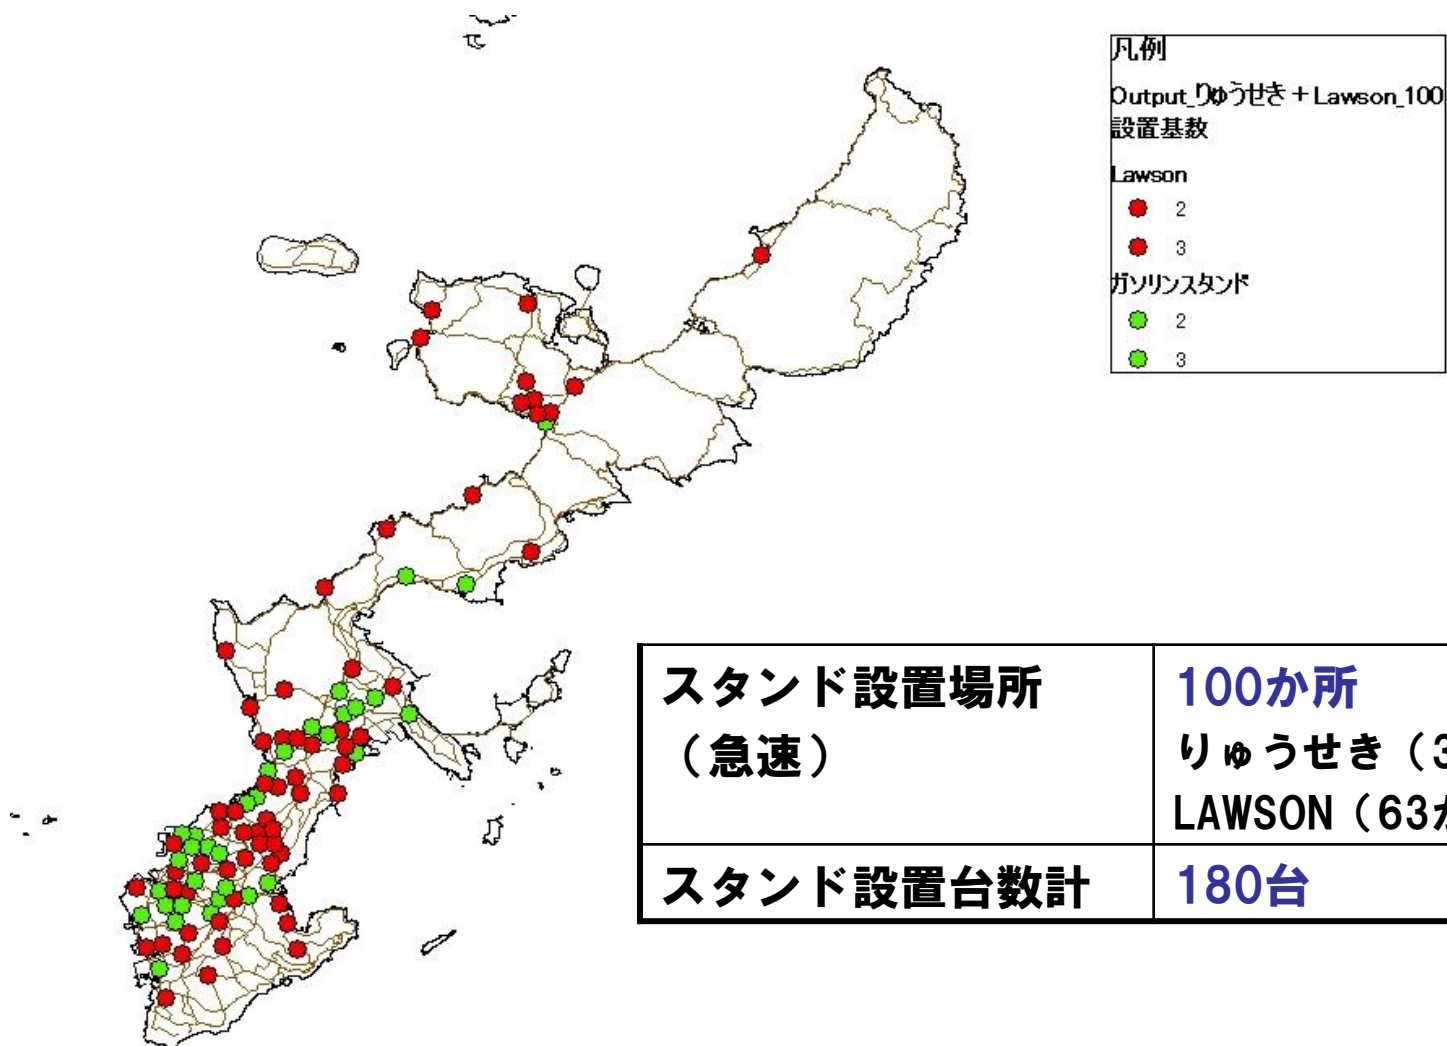 凡例
Output_りゅうせき+Lawson_100
設置基数
Lawson
2
3
ガソリンスタンド
2
3
スタンド設置場所
(急速)
100か所
りゅうせき(3
LAWSON(63か
スタンド設置台数計
180台